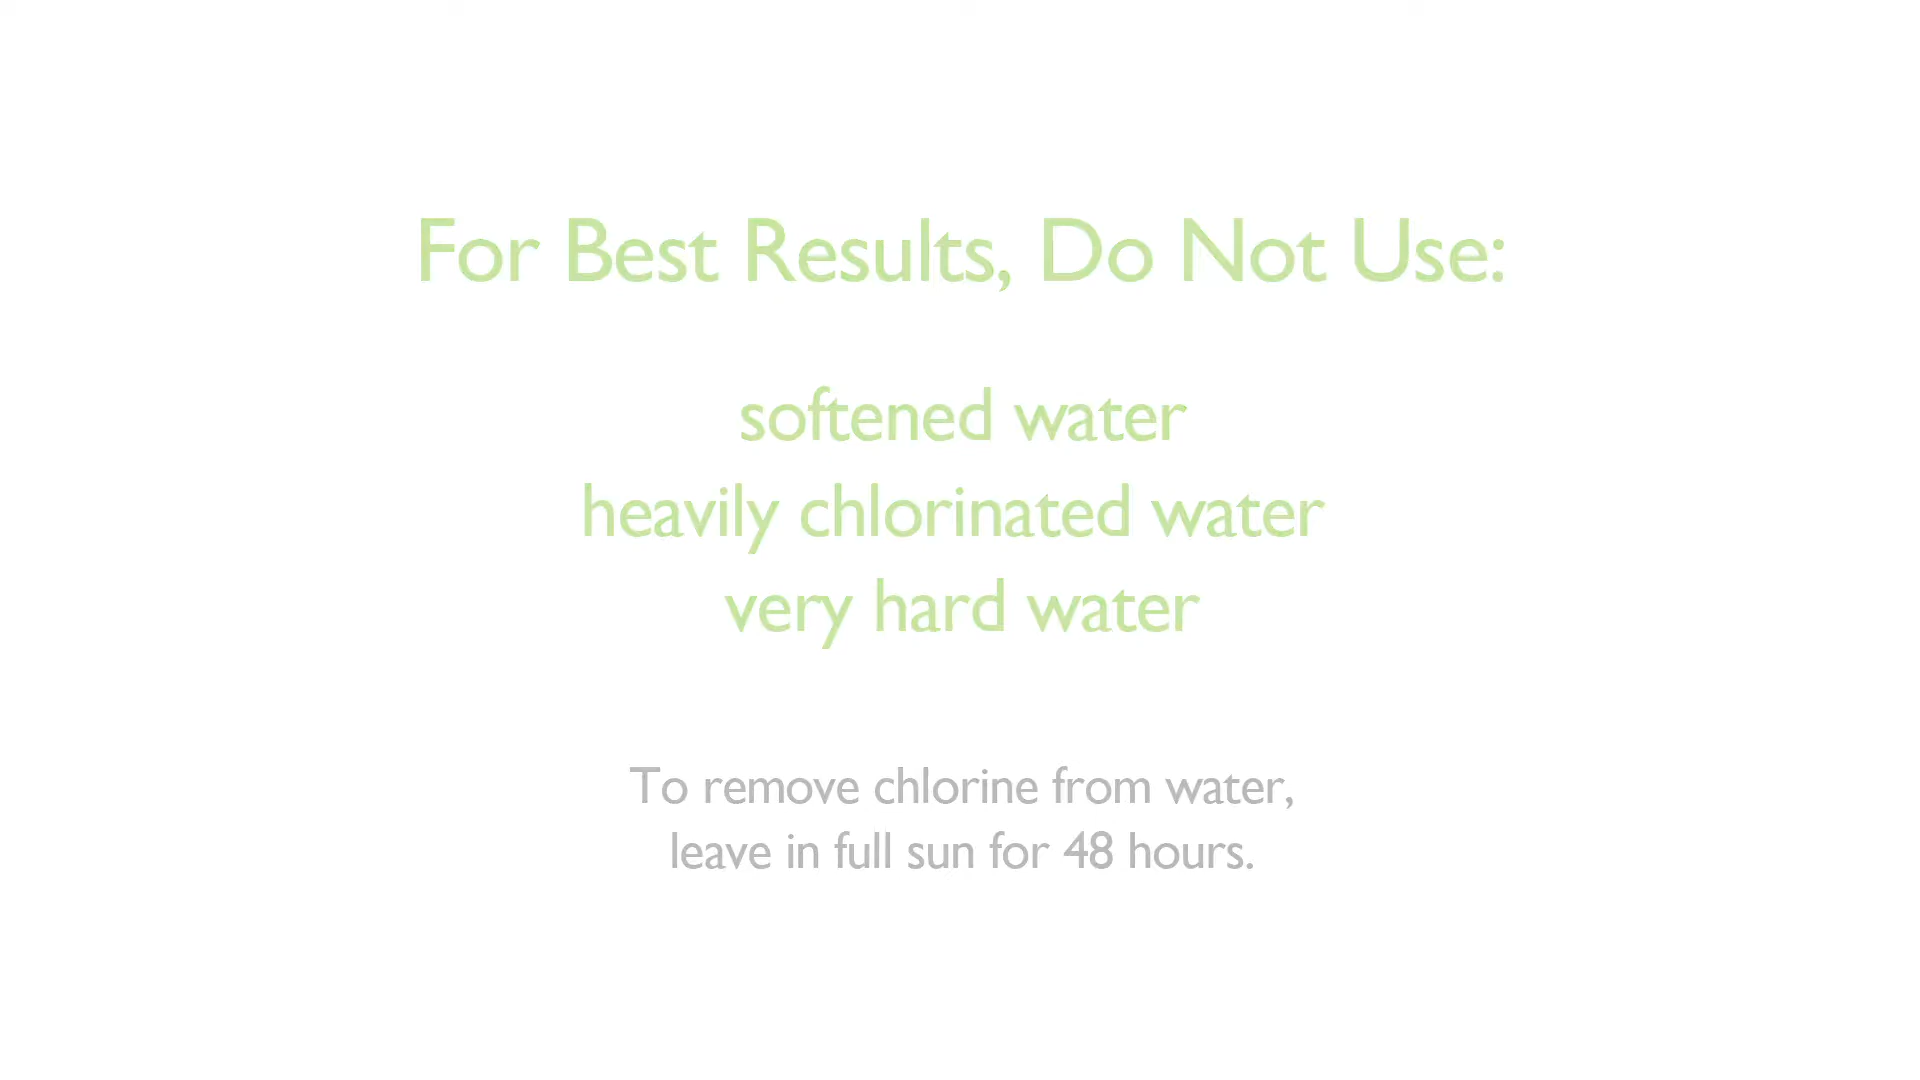 For Best Results, Do Not Use:
softened water
heavily chlorinated water
very hard water
To remove chlorine from water,
leave in full sun for 48 hours.